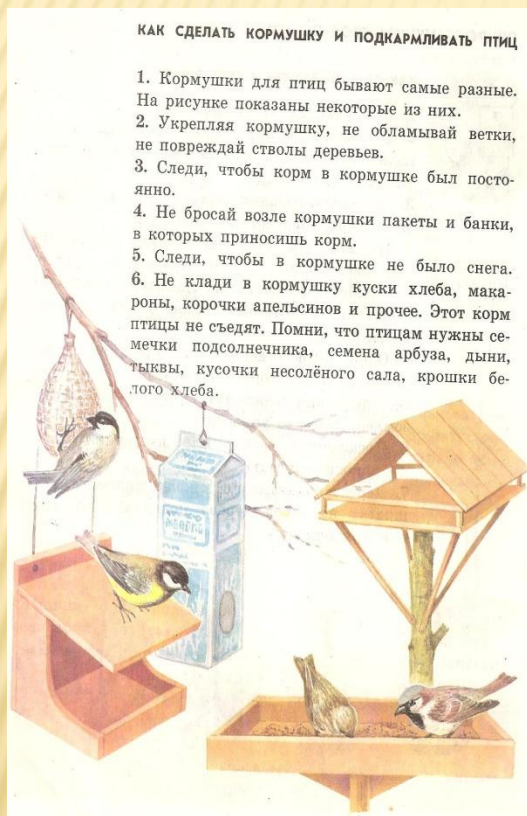 КАК СДЕЛАТЬ КОРМУШКУ И ПОДКАРМЛИВАТЬ ПТИЦ
1. Кормушки для птиц бывают самые разные.
На рисунке показаны некоторые из них.
2. Укрепляя кормушку, не обламывай ветки,
не повреждай стволы деревьев.
3. Следи, чтобы корм в кормушке был посто-
янно.
4. Не бросай возле кормушки пакеты и банки,
в которых приносишь корм.
5. Следи, чтобы в кормушке не было снега.
6. Не клади в кормушку куски хлеба, мака-
роны, корочки апельсинов и прочее. Этот корм
птицы не съедят. Помни, что птицам нужны се-
мечки подсолнечника, семена арбуза, дыни,
тыквы, кусочки несолёного сала, крошки бе-
лого хлеба.